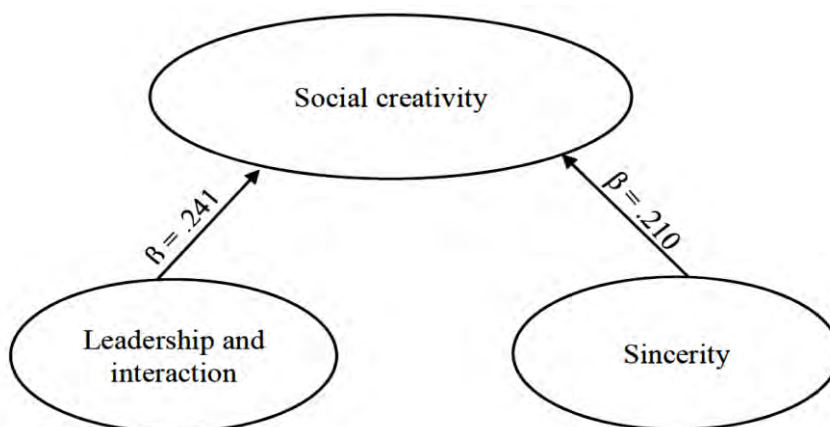 Social creativity
β = .241
β = .210
Leadership and
interaction
Sincerity